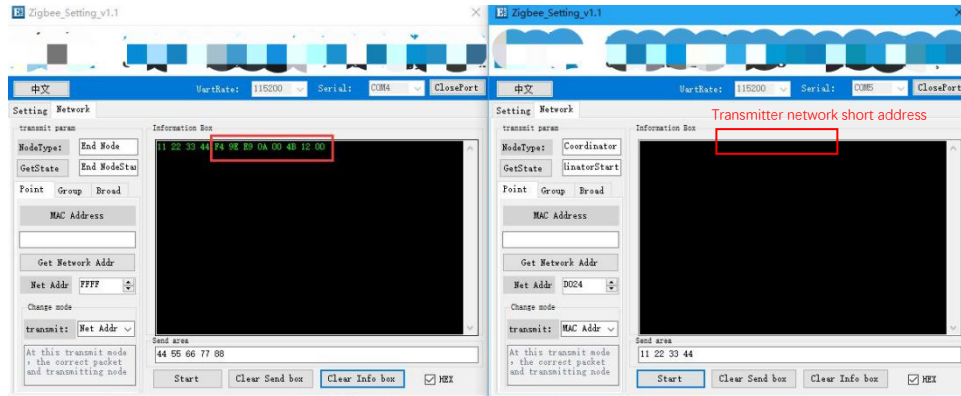 Zigbee_Setting_v1.1
中文 UartRate: 115200 Serial: COM4 ClosePort
Setting Network
transmit param
NodeType: End Node
GetState End NodeStar
Point Group Broad
MAC Address
Get Network Addr
Net Addr FFFF
Change mode
transmit: Net Addr
At this transmit mode
, the correct packet
and transmitting node
Information Box
11 22 33 44 F4 9E E9 0A 00 4B 12 00
Send area
44 55 66 77 88
Start Clear Send box Clear Info box HEX
Zigbee_Setting_v1.1
中文 UartRate: 115200 Serial: COM5 ClosePort
Setting Network
Transmitter network short address
transmit param
NodeType: Coordinator
GetState linatorStart
Point Group Broad
MAC Address
Get Network Addr
Net Addr D024
Change mode
transmit: MAC Addr
At this transmit mode
, the correct packet
and transmitting node
Information Box
Send area
11 22 33 44
Start Clear Send box Clear Info box HEX